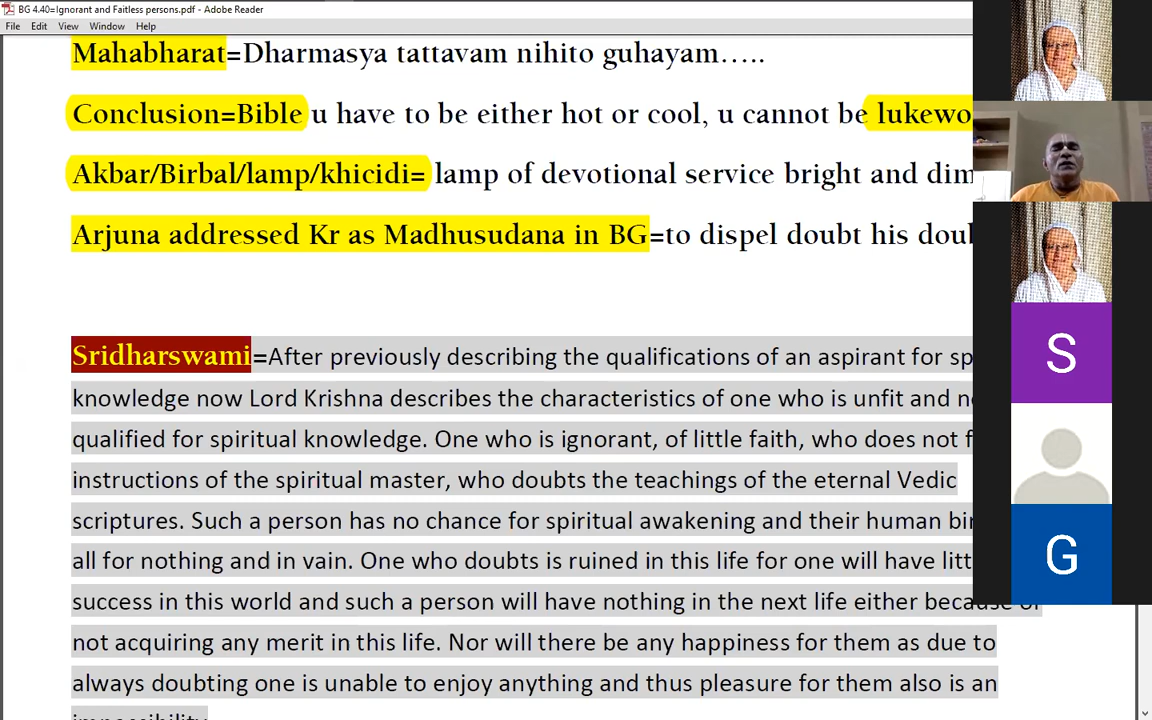 BG 4.40=Ignorant and Faitless persons.pdf - Adobe Reader
File Edit View Window Help
Mahabharat=Dharmasya tattavam nihito guhayam…..
Conclusion=Bible u have to be either hot or cool, u cannot be lukewo
Akbar/Birbal/lamp/khicidi= lamp of devotional service bright and dim
Arjuna addressed Kr as Madhusudana in BG=to dispel doubt his
Sridharswami=After previously describing the qualifications of an aspirant for sp
knowledge now Lord Krishna describes the characteristics of one who is unfit and
qualified for spiritual knowledge. One who is ignorant, of little faith, who does not
instructions of the spiritual master, who doubts the teachings of the eternal Vedic
scriptures. Such a person has no chance for spiritual awakening and their human
all for nothing and in vain. One who doubts is ruined in this life for one will have
success in this world and such a person will have nothing in the next life either because of
not acquiring any merit in this life. Nor will there be any happiness for them as due to
always doubting one is unable to enjoy anything and thus pleasure for them also is an
impossibility
S
G